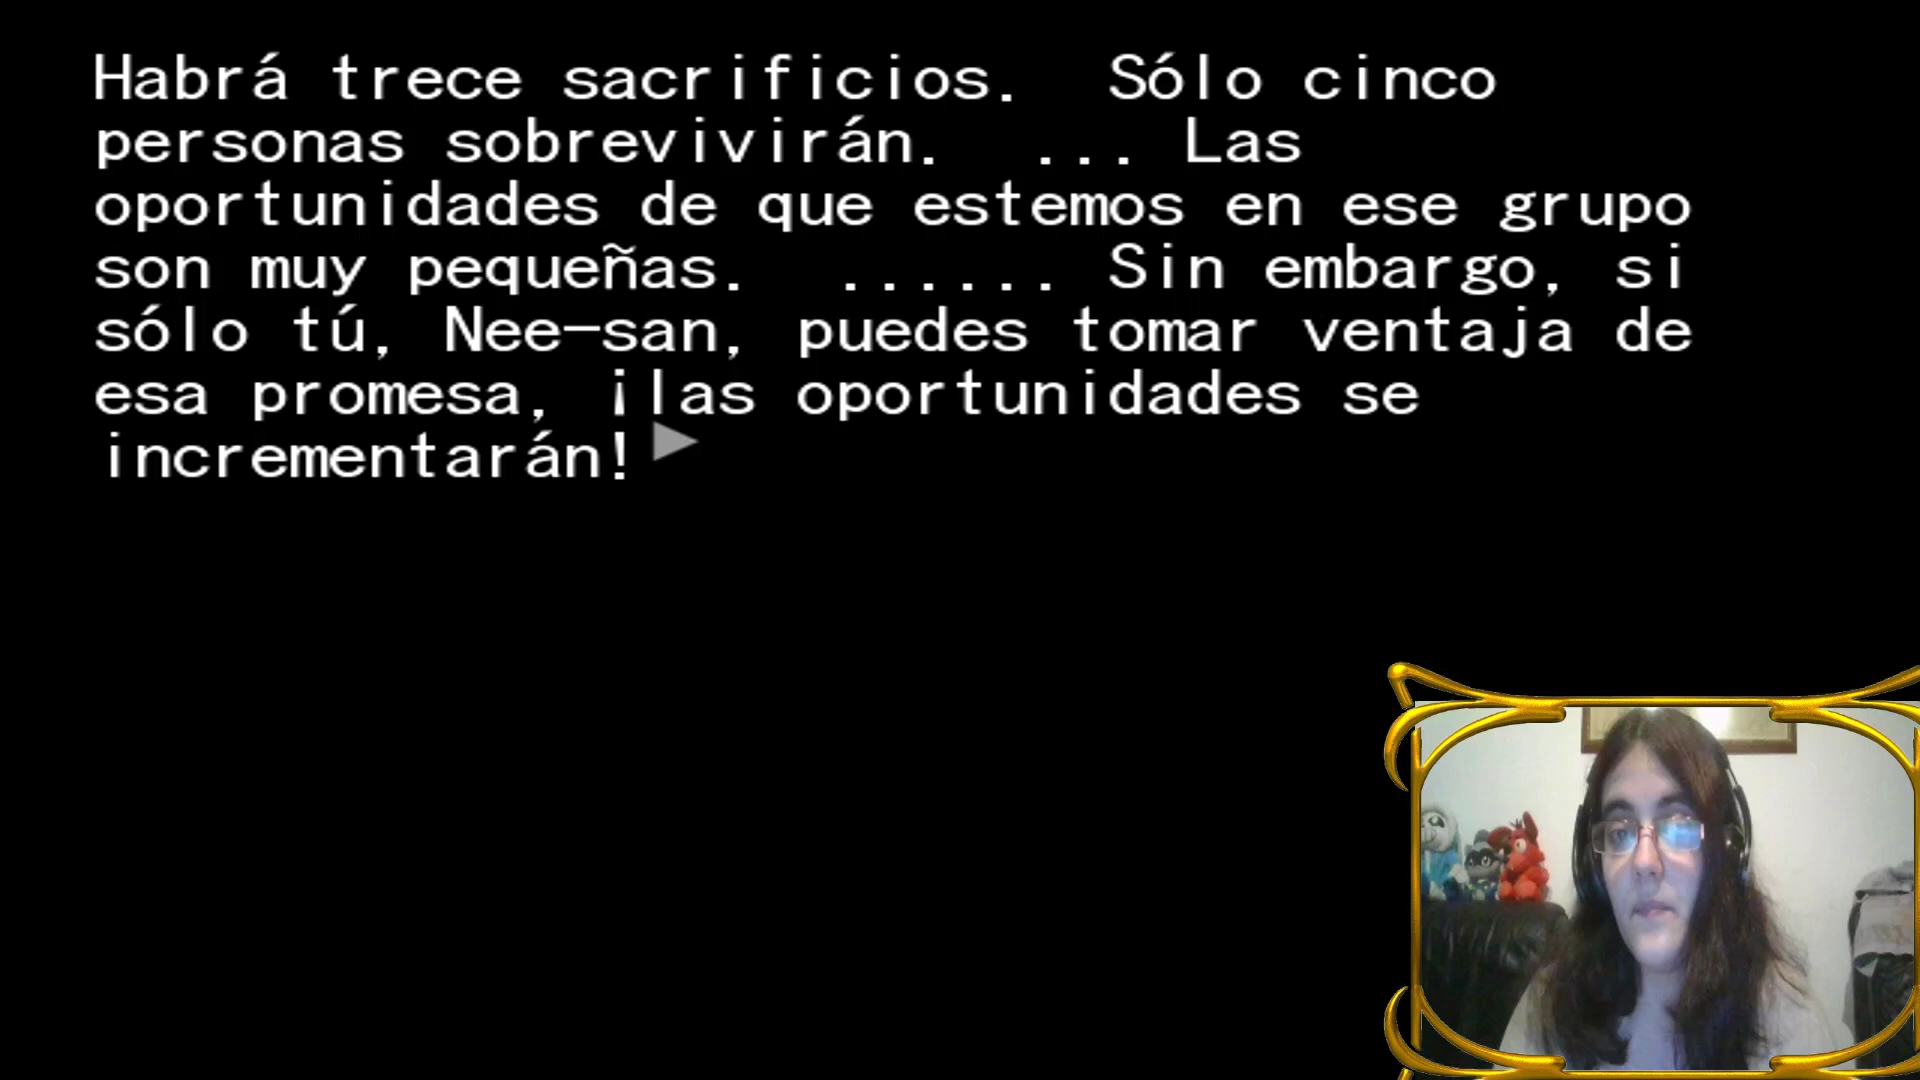 Habrá trece sacrificios.  Sólo cinco
personas sobrevivirán.  ... Las
oportunidades de que estemos en ese grupo
son muy pequeñas.  ...... Sin embargo, si
sólo tú, Nee—san, puedes tomar ventaja de
esa promesa, ¡las oportunidades se
incrementarán!